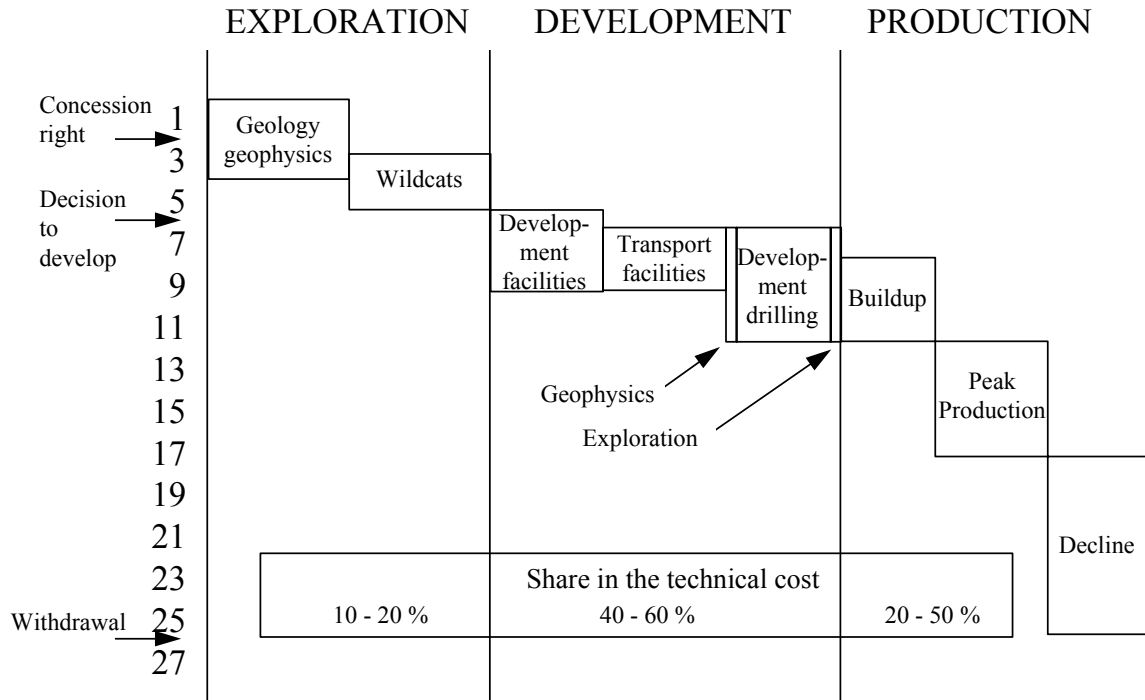 EXPLORATION
DEVELOPMENT
PRODUCTION
Concession
right
1
3
5
7
9
11
13
15
17
19
21
23
25
27
Decision
to
develop
Withdrawal
Geology
geophysics
Wildcats
Develop-
ment
facilities
Transport
facilities
Develop-
ment
drilling
Buildup
Geophysics
Exploration
Peak
Production
Decline
Share in the technical cost
10 - 20 %
40 - 60 %
20 - 50 %